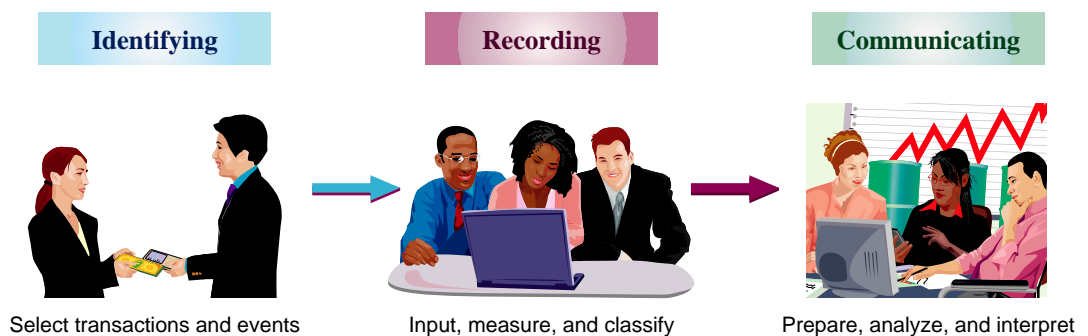 Identifying
Recording
Communicating
Select transactions and events
Input, measure, and classify
Prepare, analyze, and interpret